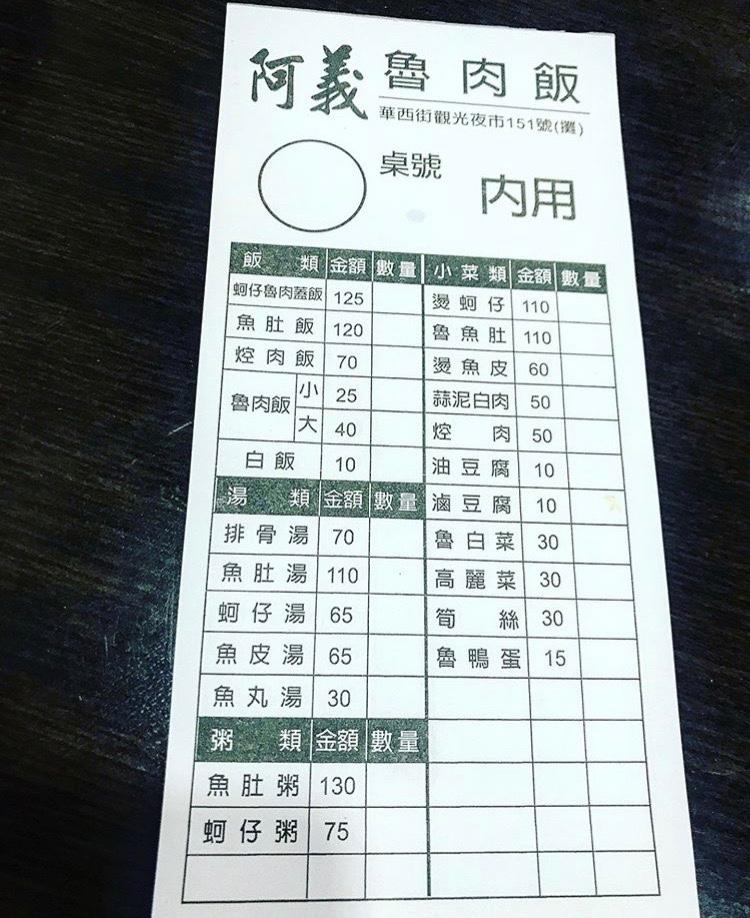 阿義魯肉飯
華西街觀光夜市151號(攤)
桌號 內用
飯類 金額 數量
蚵仔魯肉蓋飯 125
魚肚飯 120
焢肉飯 70
魯肉飯 小 25
大 40
白飯 10
湯類 金額 數量
排骨湯 70
魚肚湯 110
蚵仔湯 65
魚皮湯 65
魚丸湯 30
粥類 金額 數量
魚肚粥 130
蚵仔粥 75
小菜類 金額 數量
燙蚵仔 110
魯魚肚 110
燙魚皮 60
蒜泥白肉 50
焢肉 50
油豆腐 10
滷豆腐 10
魯白菜 30
高麗菜 30
筍絲 30
魯鴨蛋 15